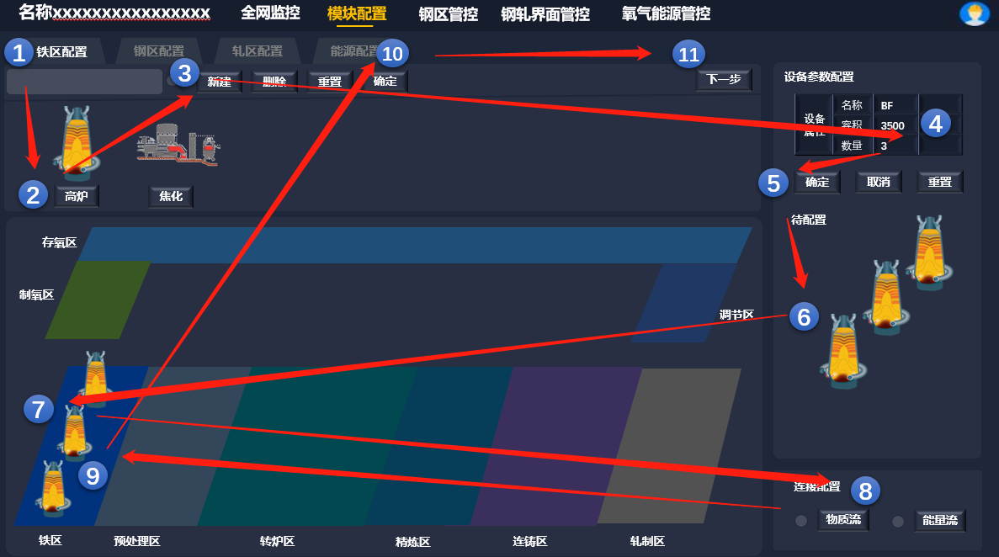 名称xxxxxxxxxxxxxxxx 全网监控 模块配置 钢区管控 钢轧界面管控 氧气能源管控
1 铁区配置 钢区配置 轧区配置 能源配置 10 11
3 新建 删除 重置 确定 下一步
设备参数配置
设备属性
名称 BF
容积 3500
数量 3
4
2 高炉 焦化
5 确定 取消 重置
待配置
存氧区
制氧区
调节区
6
7
9
连接配置 8
物质流 能量流
铁区 预处理区 转炉区 精炼区 连铸区 轧制区